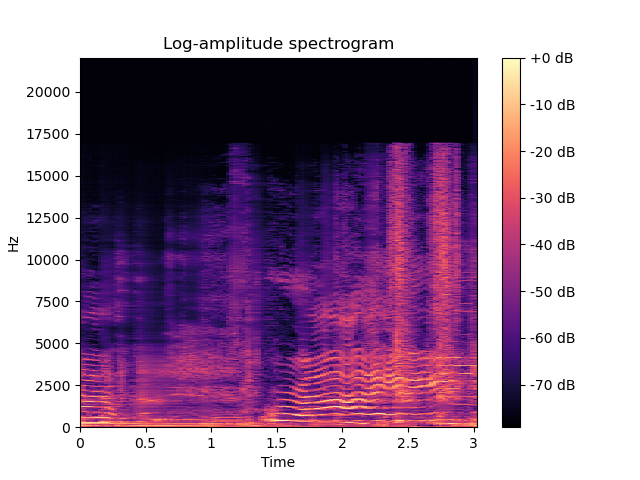 Log-amplitude spectrogram
Hz
20000
17500
15000
12500
10000
7500
5000
2500
0
0 0.5 1 1.5 2 2.5 3
Time
+0 dB
-10 dB
-20 dB
-30 dB
-40 dB
-50 dB
-60 dB
-70 dB